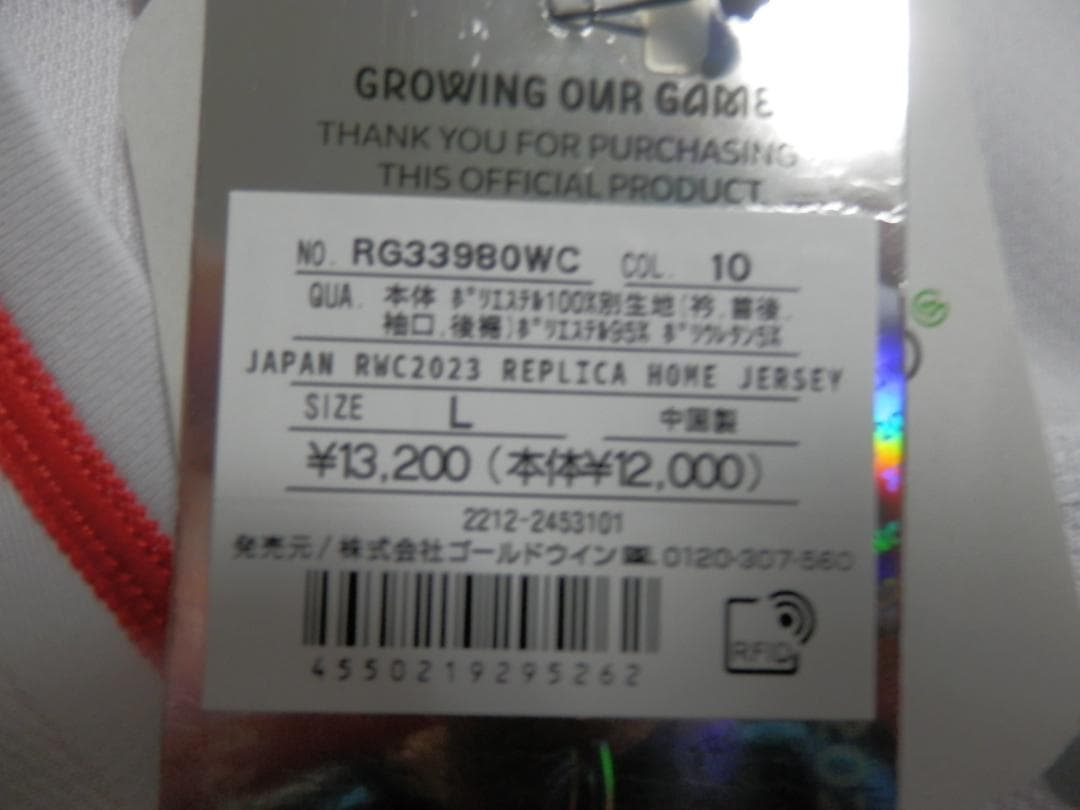 GROWING OUR GAME
THANK YOU FOR PURCHASING
THIS OFFICIAL PRODUCT.
NO. RG33980WC COL. 10
QUA. 本体 ﾎﾟﾘｴｽﾃﾙ100%別生地(衿,前後,
袖口,後裾)ﾎﾟﾘｴｽﾃﾙ95% ﾎﾟﾘｳﾚﾀﾝ5%
JAPAN RWC2023 REPLICA HOME JERSEY
SIZE L 中国製
¥13,200(本体¥12,000)
2212-2453101
発売元/株式会社ゴールドウイン ☎ 0120-307-560
4550219295262
RFID